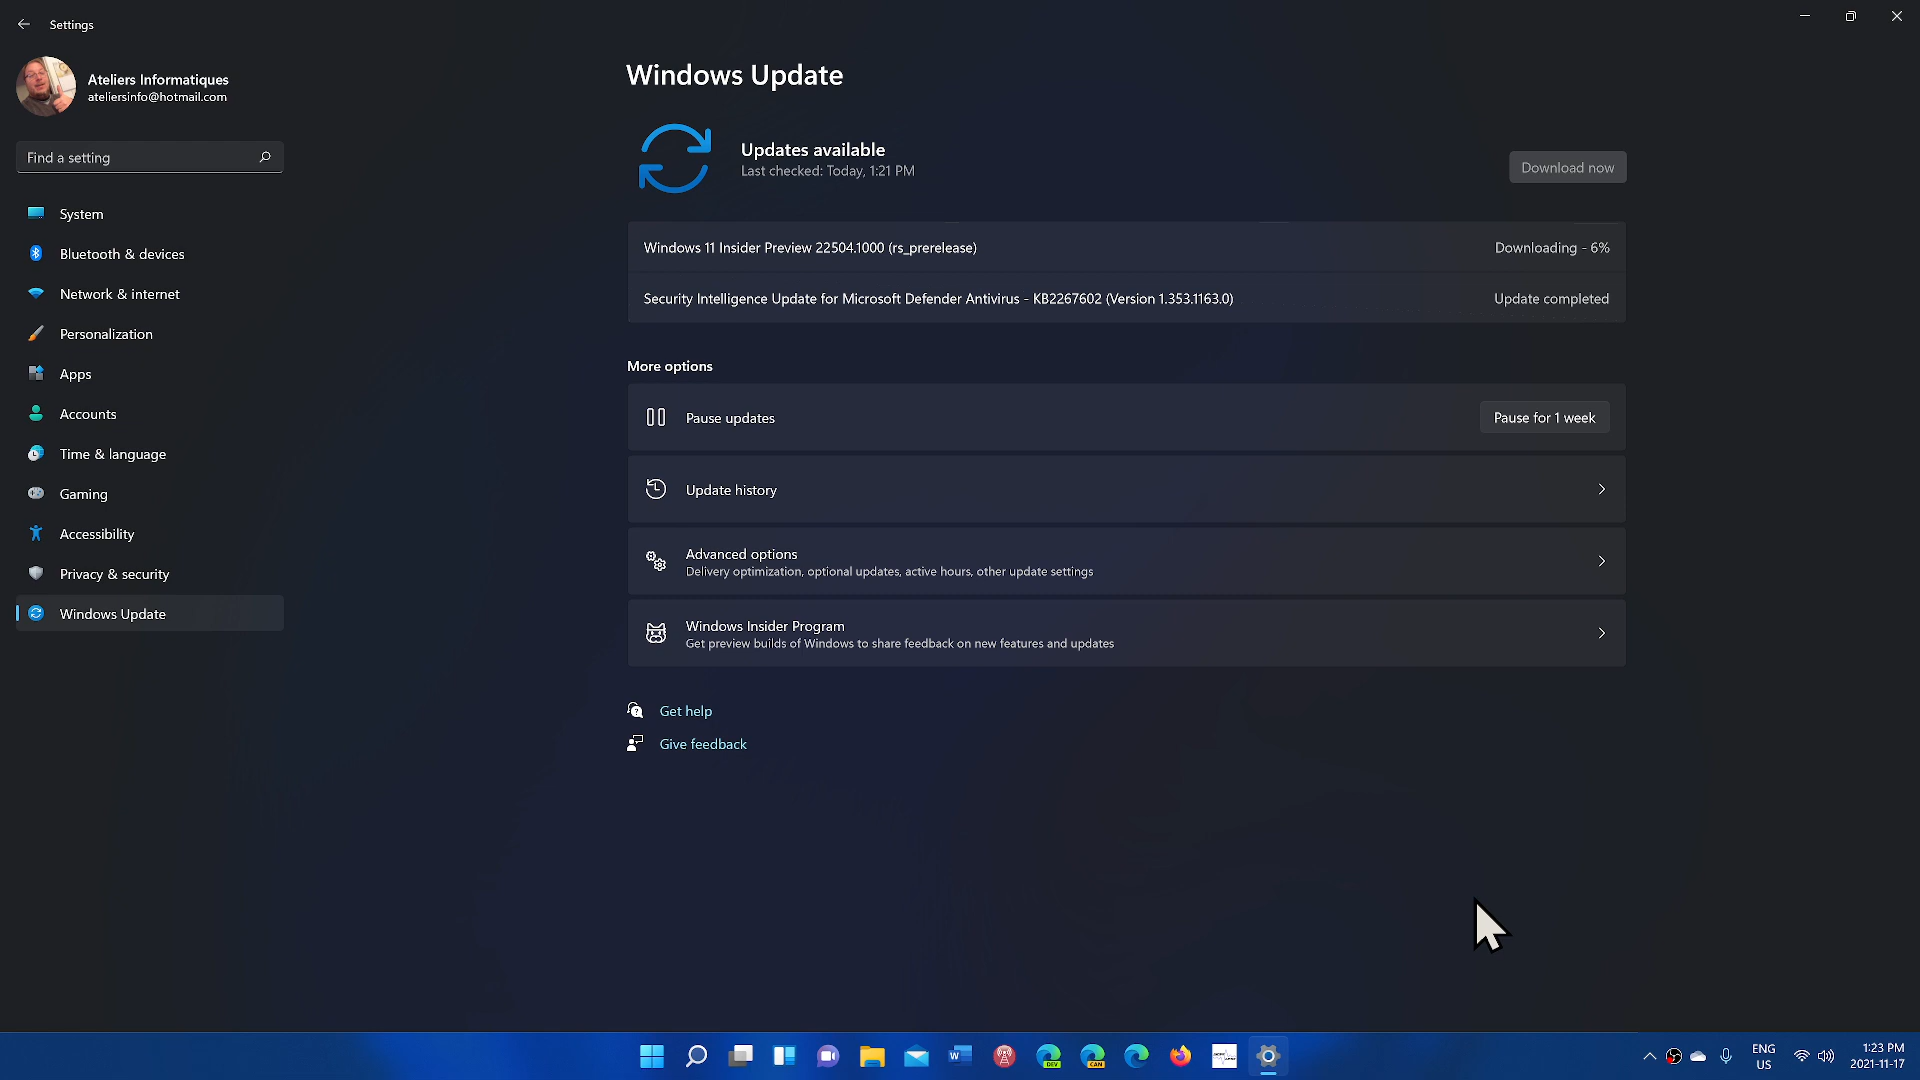 Settings
Ateliers Informatiques
ateliersinfo@hotmail.com
Find a setting
System
Bluetooth & devices
Network & internet
Personalization
Apps
Accounts
Time & language
Gaming
Accessibility
Privacy & security
Windows Update
Windows Update
Updates available
Last checked: Today, 1:21 PM
Download now
Windows 11 Insider Preview 22504.1000 (rs_prerelease)
Downloading - 6%
Security Intelligence Update for Microsoft Defender Antivirus - KB2267602 (Version 1.353.1163.0)
Update completed
More options
Pause updates
Pause for 1 week
Update history
Advanced options
Delivery optimization, optional updates, active hours, other update settings
Windows Insider Program
Get preview builds of Windows to share feedback on new features and updates
Get help
Give feedback
W
DEV
CAN
ENG
US
1:23 PM
2021-11-17